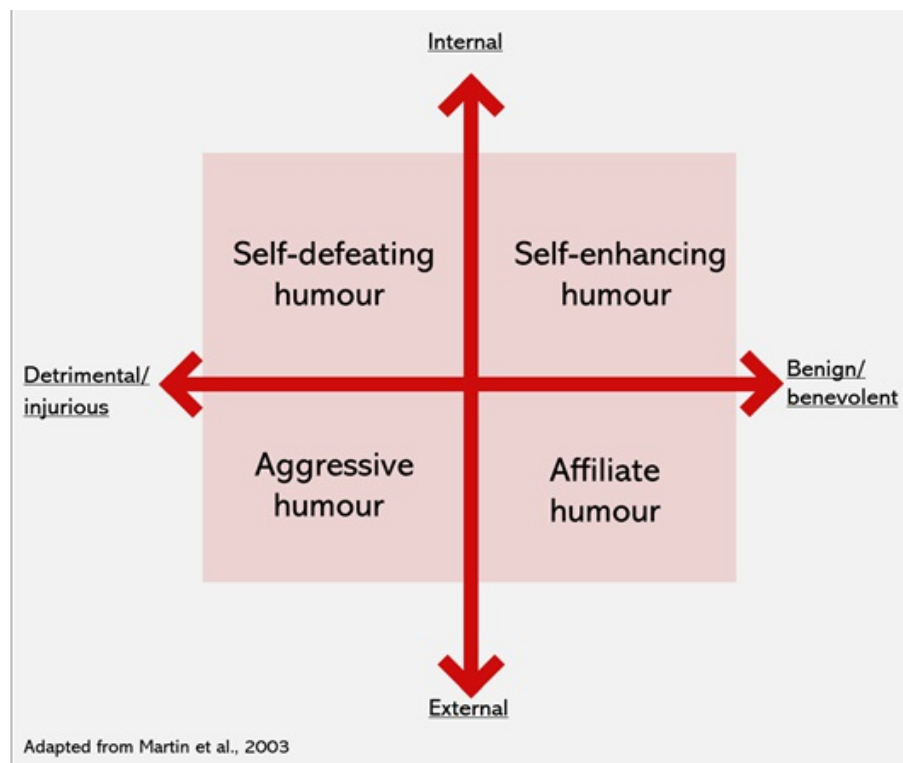 Internal
Self-defeating
humour
Self-enhancing
humour
Detrimental/
injurious
Benign/
benevolent
Aggressive
humour
Affiliate
humour
External
Adapted from Martin et al., 2003